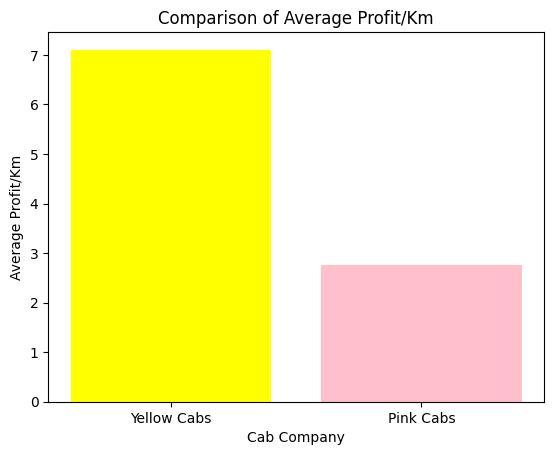 Comparison of Average Profit/Km
Average Profit/Km
7
6
5
4
3
2
1
0
Yellow Cabs Pink Cabs
Cab Company